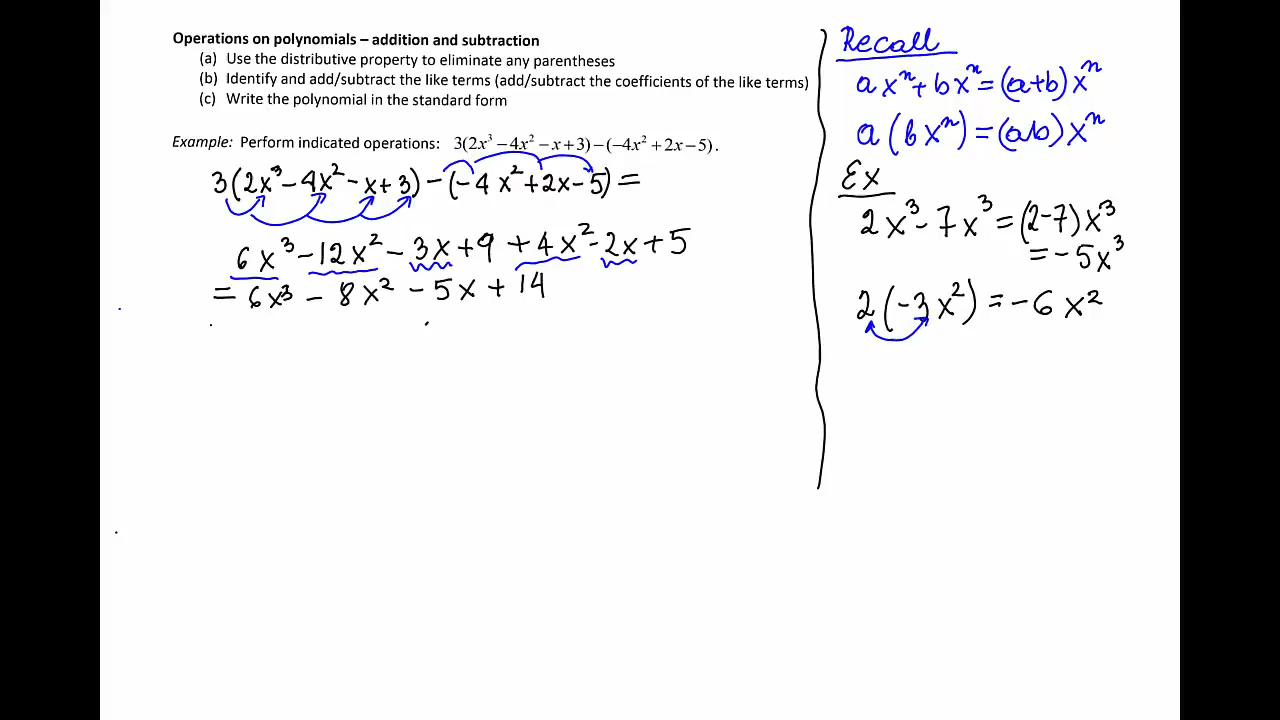 Operations on polynomials – addition and subtraction
(a) Use the distributive property to eliminate any parentheses
(b) Identify and add/subtract the like terms (add/subtract the coefficients of the like terms)
(c) Write the polynomial in the standard form
Example: Perform indicated operations: 3(2x³ − 4x² − x + 3) − (−4x² + 2x − 5).
3(2x³ − 4x² − x + 3) − (−4x² + 2x − 5) =
6x³ − 12x² − 3x + 9 + 4x² − 2x + 5
= 6x³ − 8x² − 5x + 14
Recall
axⁿ + bxⁿ = (a+b)xⁿ
a(bxⁿ) = (ab)xⁿ
Ex
2x³ − 7x³ = (2−7)x³
= −5x³
2(−3x²) = −6x²